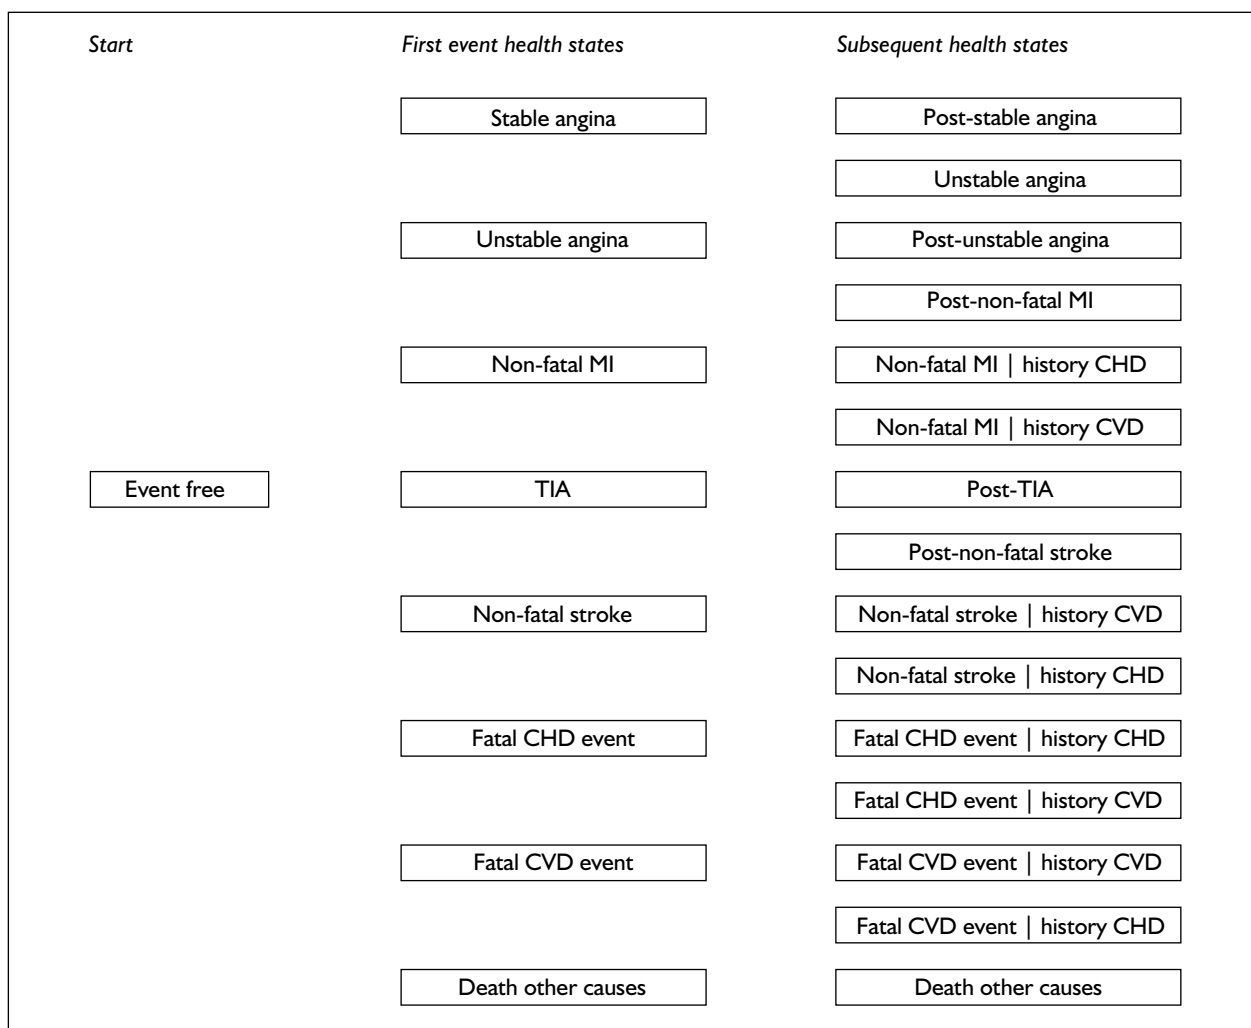 Start First event health states Subsequent health states
Stable angina Post-stable angina
Unstable angina
Unstable angina Post-unstable angina
Post-non-fatal MI
Non-fatal MI Non-fatal MI | history CHD
Non-fatal MI | history CVD
Event free TIA Post-TIA
Post-non-fatal stroke
Non-fatal stroke Non-fatal stroke | history CVD
Non-fatal stroke | history CHD
Fatal CHD event Fatal CHD event | history CHD
Fatal CHD event | history CVD
Fatal CVD event Fatal CVD event | history CVD
Fatal CVD event | history CHD
Death other causes Death other causes